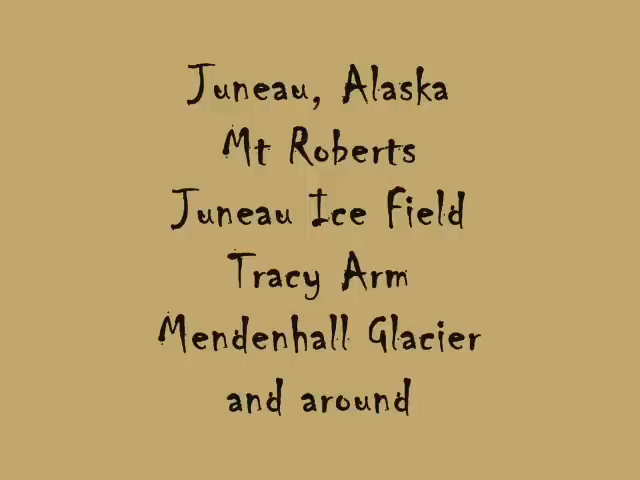 Juneau, Alaska
Mt Roberts
Juneau Ice Field
Tracy Arm
Mendenhall Glacier
and around